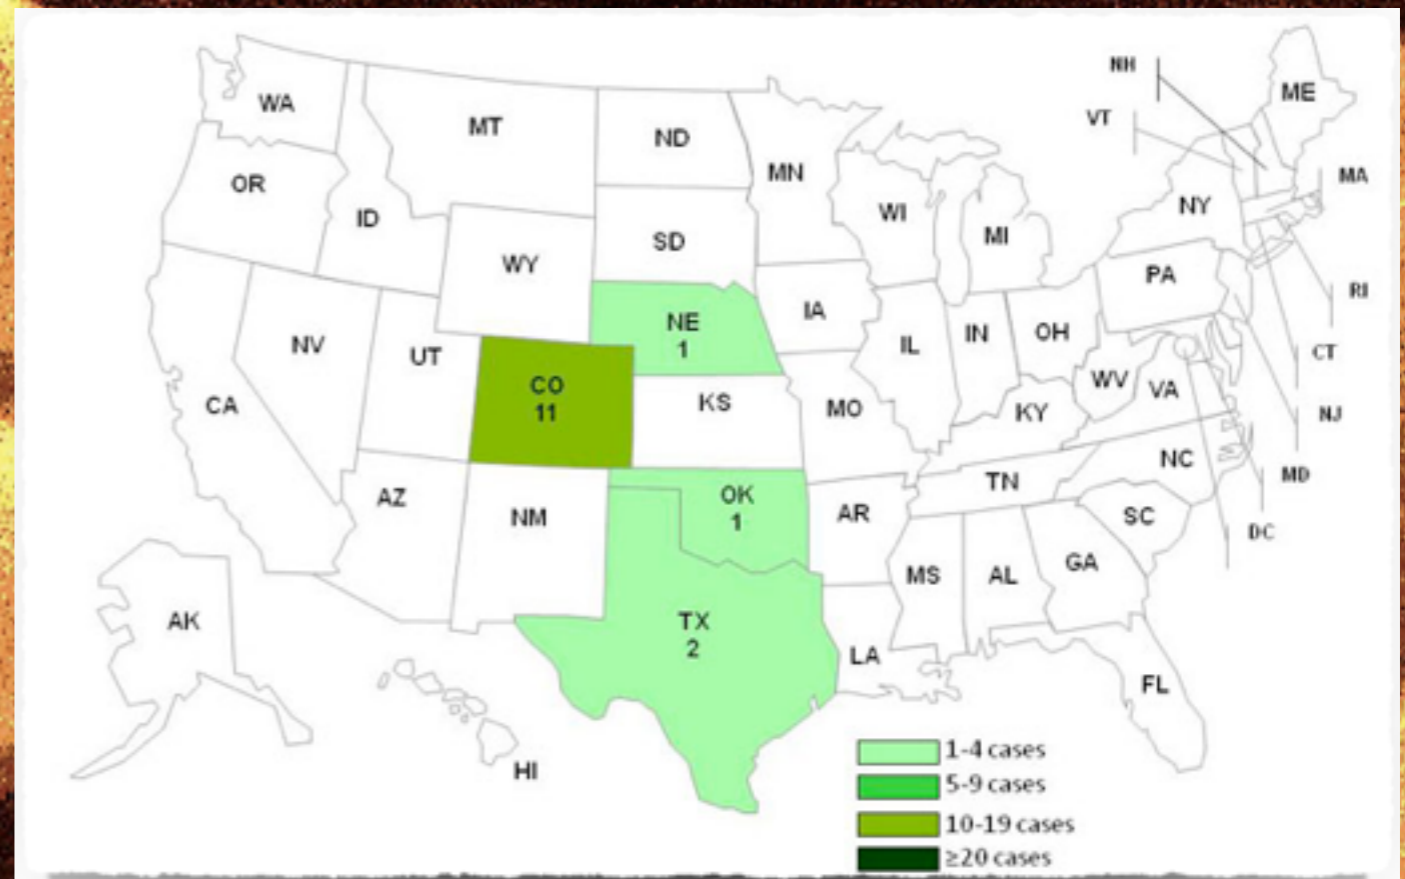 NH
ME
WA
VT
MT
ND
MN
MA
OR
ID
WI
NY
SD
MI
WY
PA
RI
NE
1
IA
NV
UT
IL
IN
OH
CT
CO
11
WV
VA
CA
KS
MO
KY
NJ
NC
MD
AZ
TN
OK
1
NM
AR
SC
DC
MS
AL
GA
AK
TX
2
LA
FL
HI
1-4 cases
5-9 cases
10-19 cases
≥20 cases